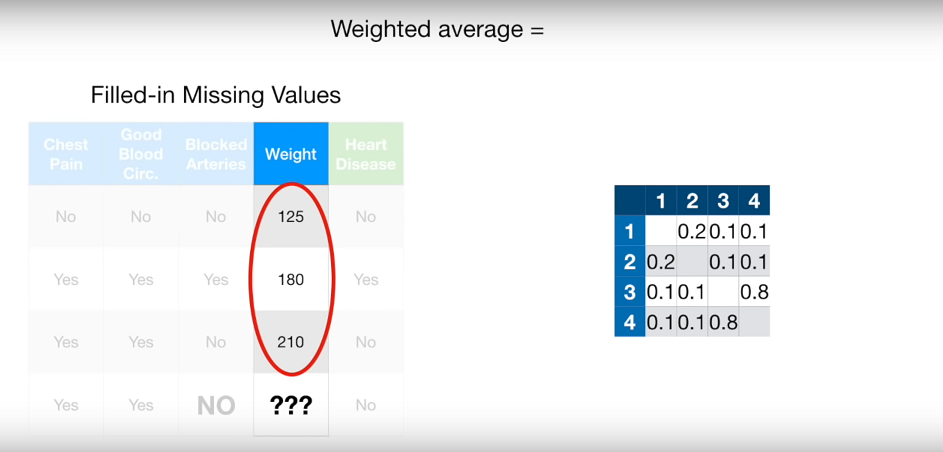 Weighted average =
Filled-in Missing Values
Chest Pain Good Blood Circ. Blocked Arteries Weight Heart Disease
No No No 125 No
Yes Yes Yes 180 Yes
Yes Yes No 210 No
Yes Yes NO ??? No
1 2 3 4
1 0.2 0.1 0.1
2 0.2 0.1 0.1
3 0.1 0.1 0.8
4 0.1 0.1 0.8